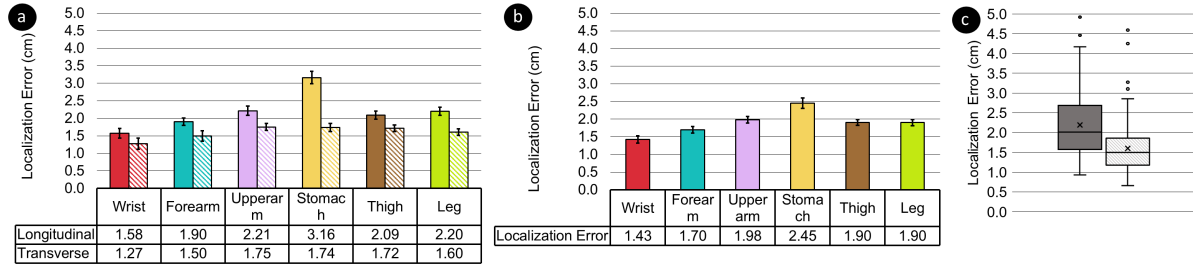 a
Localization Error (cm)
5.0
4.5
4.0
3.5
3.0
2.5
2.0
1.5
1.0
0.5
0.0
Wrist Forearm Upperar Stomac Thigh Leg
m h
Longitudinal 1.58 1.90 2.21 3.16 2.09 2.20
Transverse 1.27 1.50 1.75 1.74 1.72 1.60
b
Localization Error (cm)
5.0
4.5
4.0
3.5
3.0
2.5
2.0
1.5
1.0
0.5
0.0
Wrist Forear Upper Stoma Thigh Leg
m arm ch
Localization Error 1.43 1.70 1.98 2.45 1.90 1.90
c
Localization Error (cm)
5.0
4.5
4.0
3.5
3.0
2.5
2.0
1.5
1.0
0.5
0.0